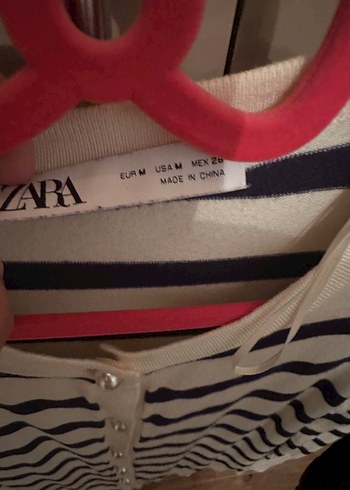 ZARA
EUR M USA M MEX 28
MADE IN CHINA